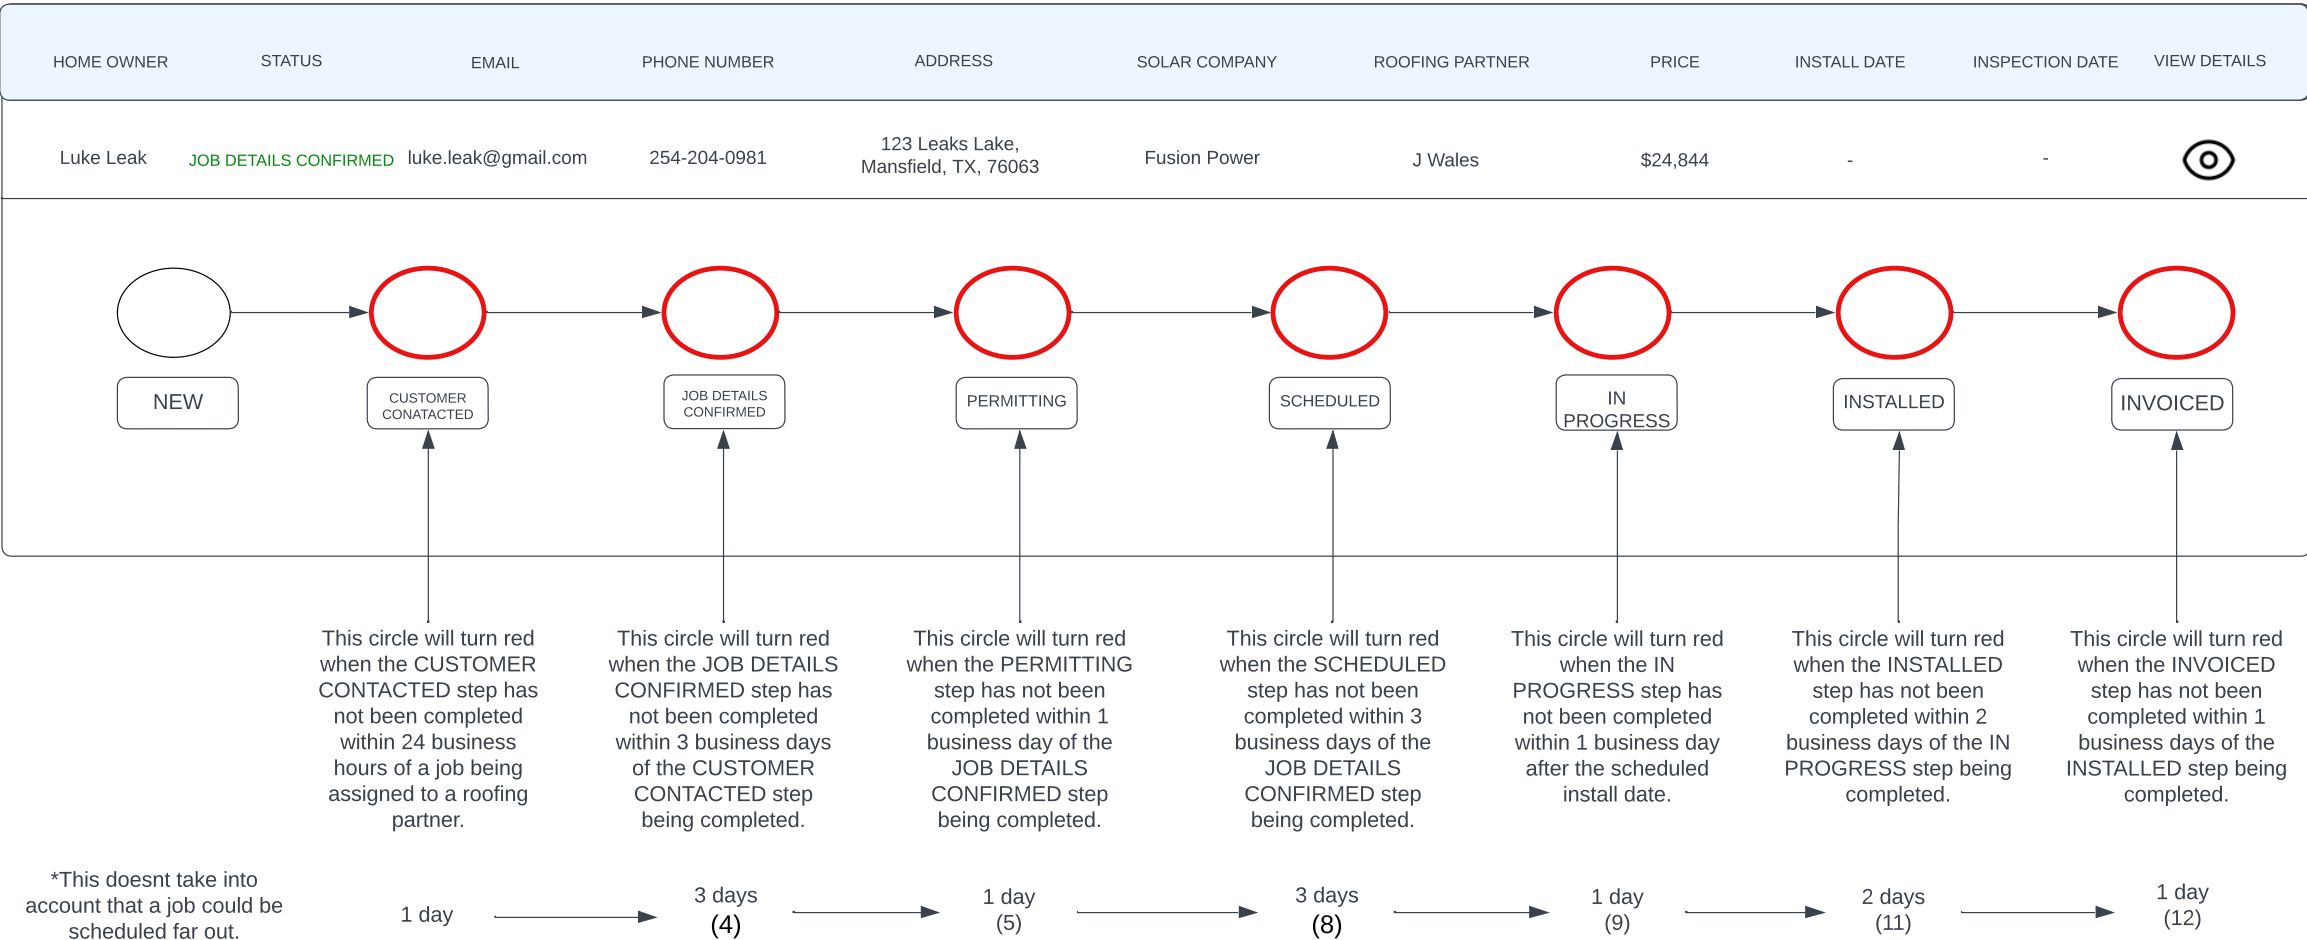 HOME OWNER
STATUS
EMAIL
PHONE NUMBER
ADDRESS
SOLAR COMPANY
ROOFING PARTNER
PRICE
INSTALL DATE
INSPECTION DATE
VIEW DETAILS
Luke Leak
JOB DETAILS CONFIRMED
luke.leak@gmail.com
254-204-0981
123 Leaks Lake,
Mansfield, TX, 76063
Fusion Power
J Wales
$24,844
-
-
NEW
CUSTOMER
CONATACTED
JOB DETAILS
CONFIRMED
PERMITTING
SCHEDULED
IN
PROGRESS
INSTALLED
INVOICED
This circle will turn red
when the CUSTOMER
CONTACTED step has
not been completed
within 24 business
hours of a job being
assigned to a roofing
partner.
This circle will turn red
when the JOB DETAILS
CONFIRMED step has
not been completed
within 3 business days
of the CUSTOMER
CONTACTED step
being completed.
This circle will turn red
when the PERMITTING
step has not been
completed within 1
business day of the
JOB DETAILS
CONFIRMED step
being completed.
This circle will turn red
when the SCHEDULED
step has not been
completed within 3
business days of the
JOB DETAILS
CONFIRMED step
being completed.
This circle will turn red
when the IN
PROGRESS step has
not been completed
within 1 business day
after the scheduled
install date.
This circle will turn red
when the INSTALLED
step has not been
completed within 2
business days of the IN
PROGRESS step being
completed.
This circle will turn red
when the INVOICED
step has not been
completed within 1
business days of the
INSTALLED step being
completed.
*This doesnt take into
account that a job could be
scheduled far out.
1 day
3 days
(4)
1 day
(5)
3 days
(8)
1 day
(9)
2 days
(11)
1 day
(12)